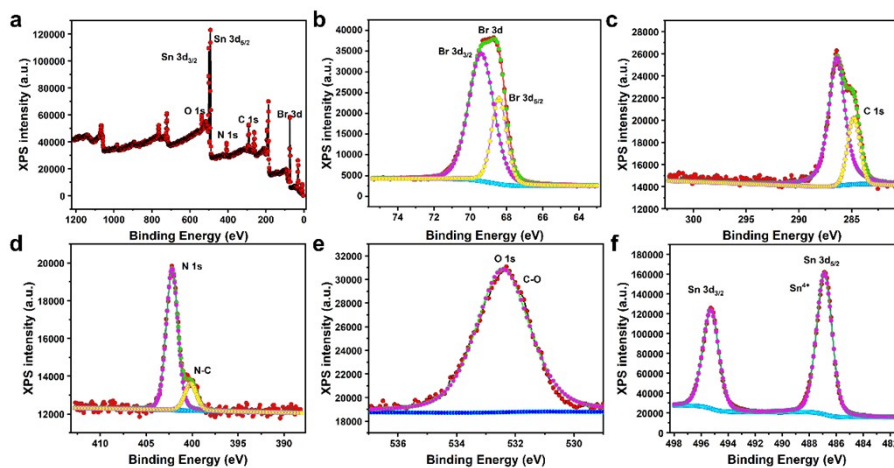 a
XPS intensity (a.u.)
120000
100000
80000
60000
40000
20000
0
Sn 3d5/2
Sn 3d3/2
O 1s
N 1s
C 1s
Br 3d
1200 1000 800 600 400 200 0
Binding Energy (eV)
b
XPS intensity (a.u.)
40000
35000
30000
25000
20000
15000
10000
5000
0
Br 3d
Br 3d3/2
Br 3d5/2
74 72 70 68 66 64
Binding Energy (eV)
c
XPS intensity (a.u.)
28000
26000
24000
22000
20000
18000
16000
14000
12000
C 1s
300 295 290 285
Binding Energy (eV)
d
XPS intensity (a.u.)
20000
18000
16000
14000
12000
N 1s
N-C
410 405 400 395 390
Binding Energy (eV)
e
XPS intensity (a.u.)
32000
30000
28000
26000
24000
22000
20000
18000
O 1s
C-O
536 534 532 530
Binding Energy (eV)
f
XPS intensity (a.u.)
180000
160000
140000
120000
100000
80000
60000
40000
20000
0
Sn 3d5/2
Sn4+
Sn 3d3/2
498 496 494 492 490 488 486 484 482
Binding Energy (eV)